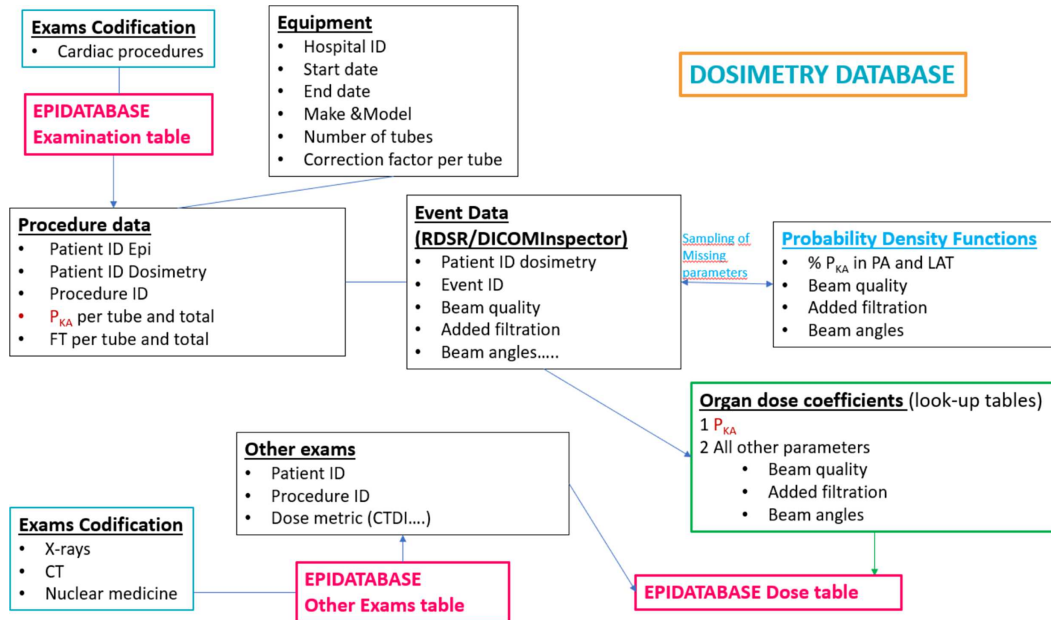 Exams Codification
• Cardiac procedures
Equipment
• Hospital ID
• Start date
• End date
• Make &Model
• Number of tubes
• Correction factor per tube
DOSIMETRY DATABASE
EPIDATABASE
Examination table
Procedure data
• Patient ID Epi
• Patient ID Dosimetry
• Procedure ID
• PKA per tube and total
• FT per tube and total
Event Data
(RDSR/DICOMInspector)
• Patient ID dosimetry
• Event ID
• Beam quality
• Added filtration
• Beam angles.....
Sampling of
Missing
parameters
Probability Density Functions
• % PKA in PA and LAT
• Beam quality
• Added filtration
• Beam angles
Organ dose coefficients (look-up tables)
1 PKA
2 All other parameters
• Beam quality
• Added filtration
• Beam angles
Other exams
• Patient ID
• Procedure ID
• Dose metric (CTDI....)
Exams Codification
• X-rays
• CT
• Nuclear medicine
EPIDATABASE
Other Exams table
EPIDATABASE Dose table